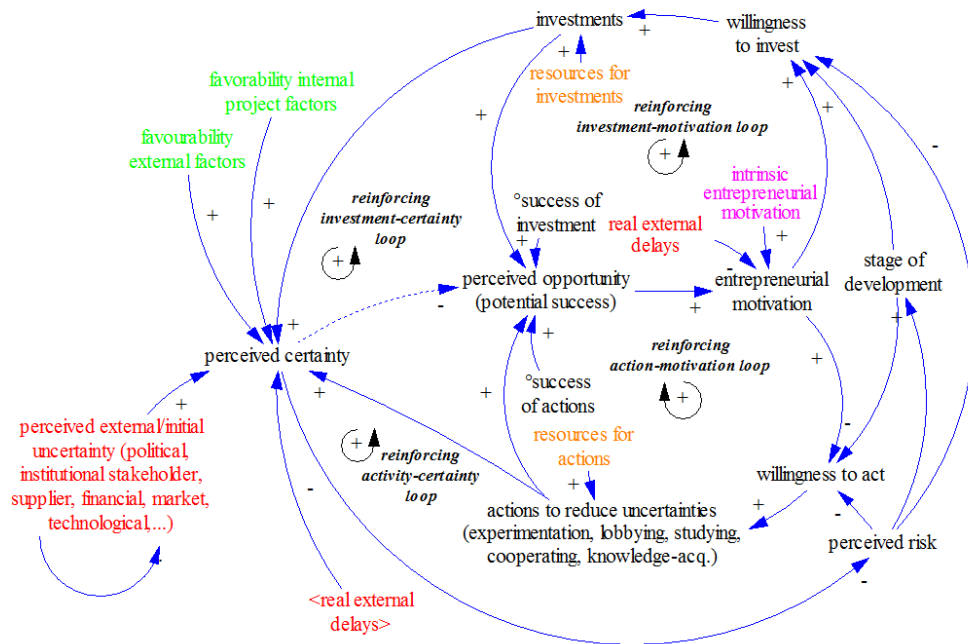 investments
willingness
to invest
resources for
investments
favorability internal
project factors
reinforcing
investment-motivation loop
favourability
external factors
intrinsic
entrepreneurial
motivation
reinforcing
investment-certainty
loop
°success of
investment
real external
delays
stage of
development
perceived opportunity
(potential success)
entrepreneurial
motivation
perceived certainty
reinforcing
action-motivation loop
°success
of actions
perceived external/initial
uncertainty (political,
institutional stakeholder,
supplier, financial, market,
technological,...)
resources for
actions
reinforcing
activity-certainty
loop
willingness to act
actions to reduce uncertainties
(experimentation, lobbying, studying,
cooperating, knowledge-acq.)
perceived risk
<real external
delays>